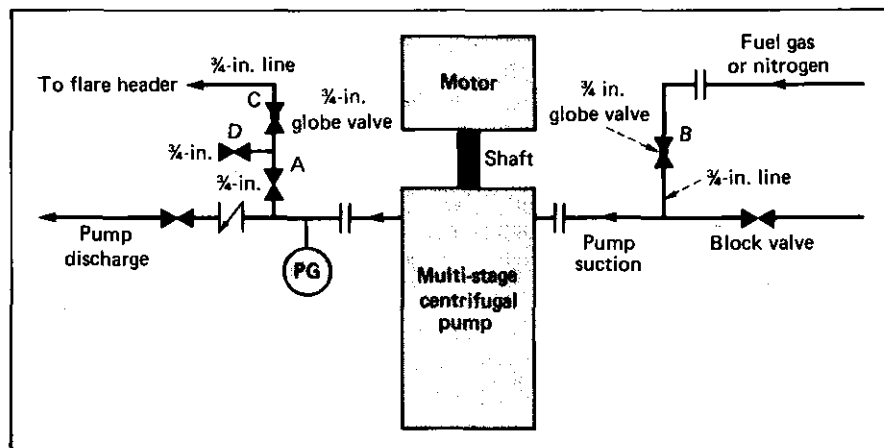 ¾-in. line
To flare header
C
¾-in.
globe valve
D
¾-in.
A
¾-in.
Pump
discharge
PG
Motor
Shaft
Multi-stage
centrifugal
pump
Fuel gas
or nitrogen
¾ in.
globe valve
B
¾-in. line
Pump
suction
Block valve